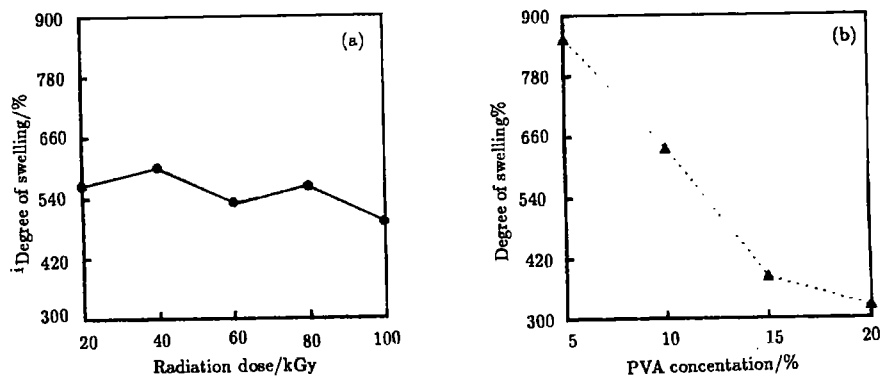 (a)
ⁱDegree of swelling/%
900
780
660
540
420
300
20 40 60 80 100
Radiation dose/kGy
(b)
Degree of swelling%
900
780
660
540
420
300
5 10 15 20
PVA concentation/%